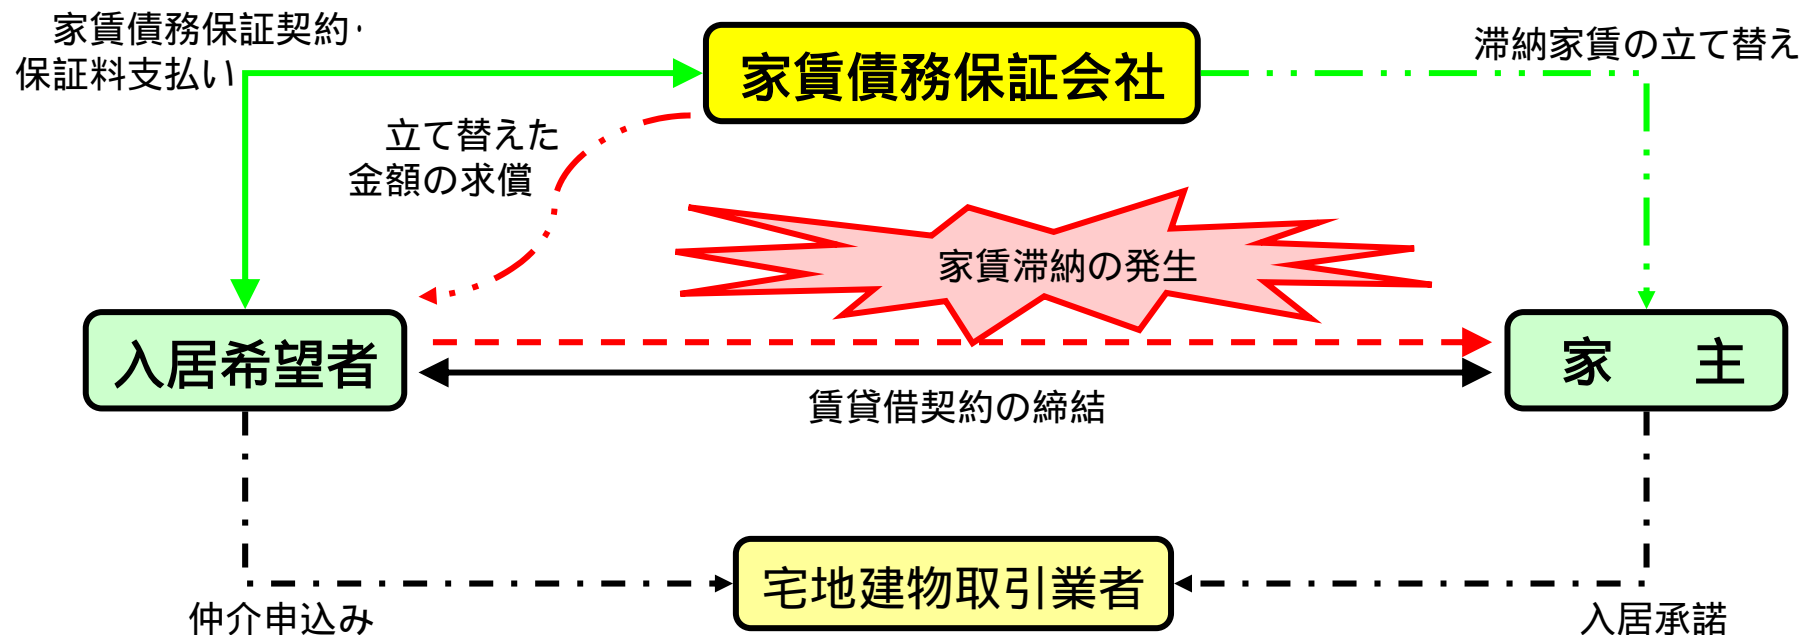 家賃債務保証契約・
保証料支払い
家賃債務保証会社
滞納家賃の立て替え
立て替えた
金額の求償
家賃滞納の発生
入居希望者
家　主
賃貸借契約の締結
宅地建物取引業者
仲介申込み
入居承諾